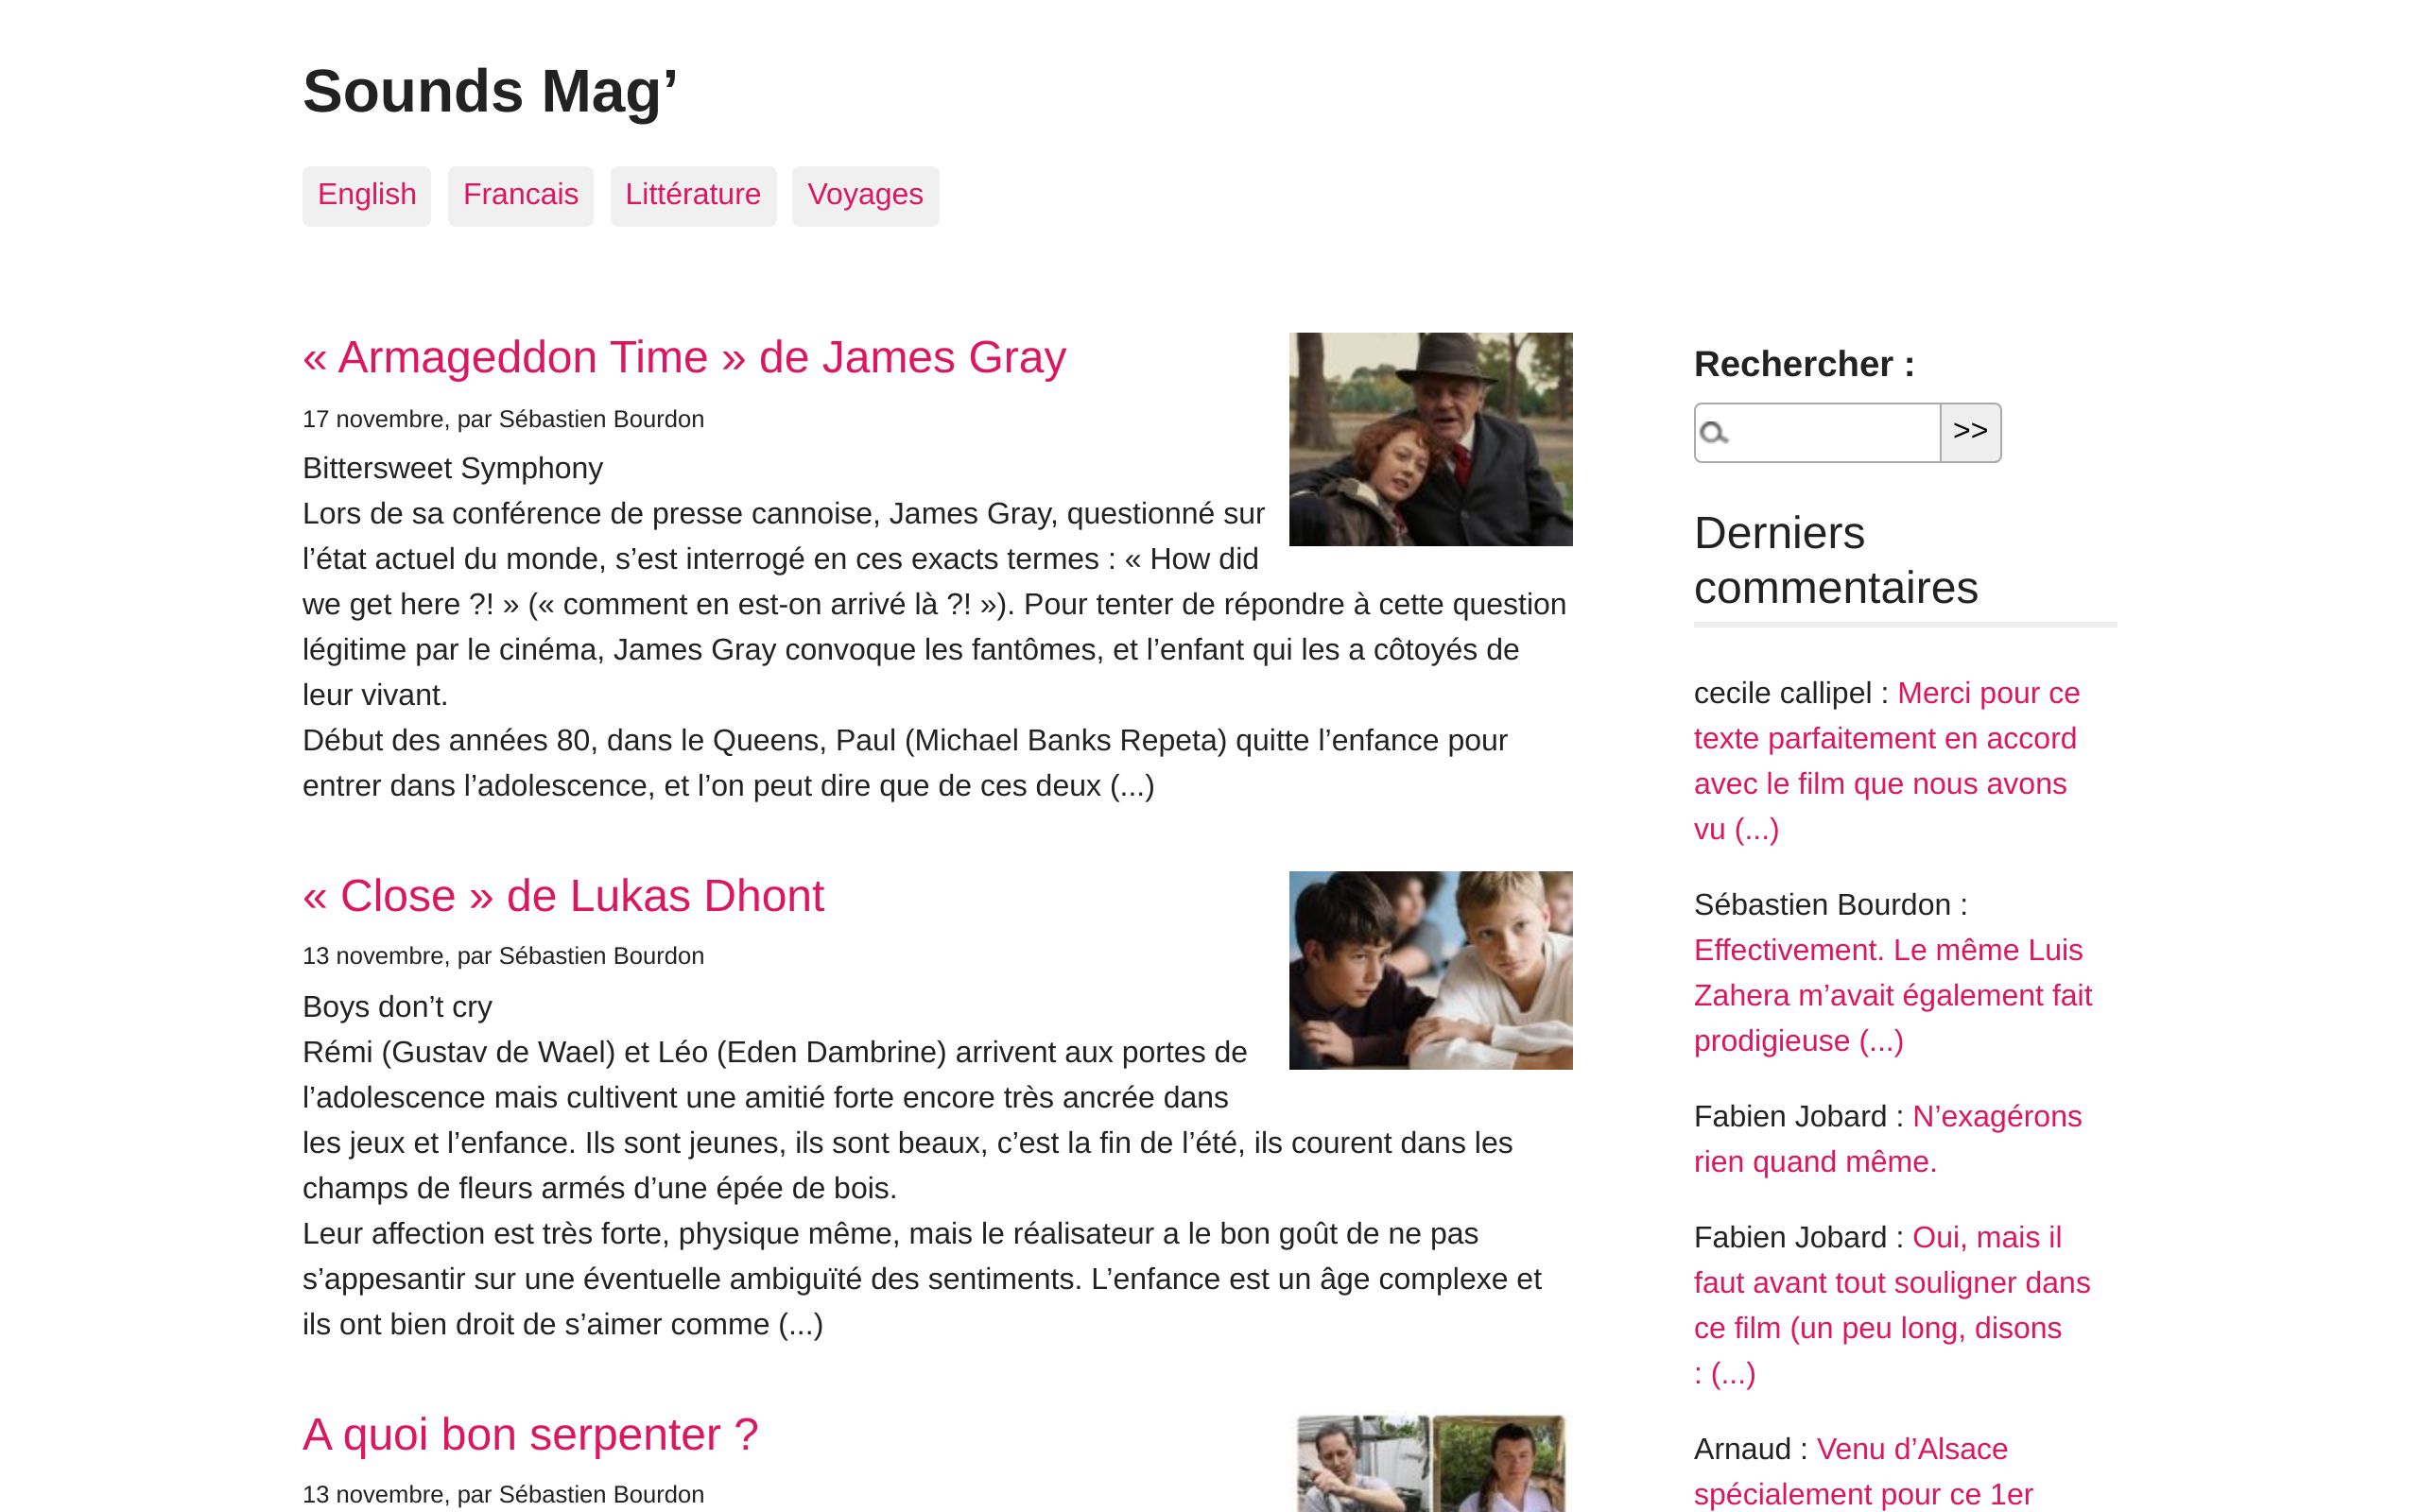 Sounds Mag’
English
Francais
Littérature
Voyages
« Armageddon Time » de James Gray
17 novembre, par Sébastien Bourdon
Bittersweet Symphony
Lors de sa conférence de presse cannoise, James Gray, questionné sur
l’état actuel du monde, s’est interrogé en ces exacts termes : « How did
we get here ?! » (« comment en est-on arrivé là ?! »). Pour tenter de répondre à cette question
légitime par le cinéma, James Gray convoque les fantômes, et l’enfant qui les a côtoyés de
leur vivant.
Début des années 80, dans le Queens, Paul (Michael Banks Repeta) quitte l’enfance pour
entrer dans l’adolescence, et l’on peut dire que de ces deux (...)
« Close » de Lukas Dhont
13 novembre, par Sébastien Bourdon
Boys don’t cry
Rémi (Gustav de Wael) et Léo (Eden Dambrine) arrivent aux portes de
l’adolescence mais cultivent une amitié forte encore très ancrée dans
les jeux et l’enfance. Ils sont jeunes, ils sont beaux, c’est la fin de l’été, ils courent dans les
champs de fleurs armés d’une épée de bois.
Leur affection est très forte, physique même, mais le réalisateur a le bon goût de ne pas
s’appesantir sur une éventuelle ambiguïté des sentiments. L’enfance est un âge complexe et
ils ont bien droit de s’aimer comme (...)
A quoi bon serpenter ?
13 novembre, par Sébastien Bourdon
Rechercher :
>>
Derniers
commentaires
cecile callipel : Merci pour ce
texte parfaitement en accord
avec le film que nous avons
vu (...)
Sébastien Bourdon :
Effectivement. Le même Luis
Zahera m’avait également fait
prodigieuse (...)
Fabien Jobard : N’exagérons
rien quand même.
Fabien Jobard : Oui, mais il
faut avant tout souligner dans
ce film (un peu long, disons
: (...)
Arnaud : Venu d’Alsace
spécialement pour ce 1er